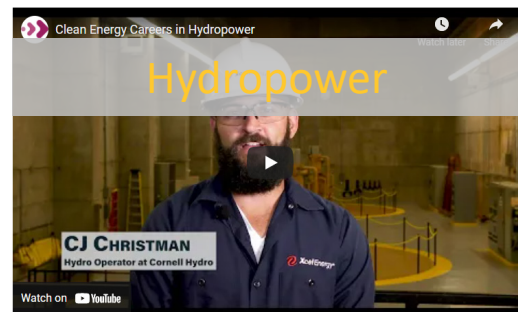 Clean Energy Careers in Hydropower
Watch later
Share
Hydropower
CJ CHRISTMAN
Hydro Operator at Cornell Hydro
Xcel Energy
Watch on YouTube